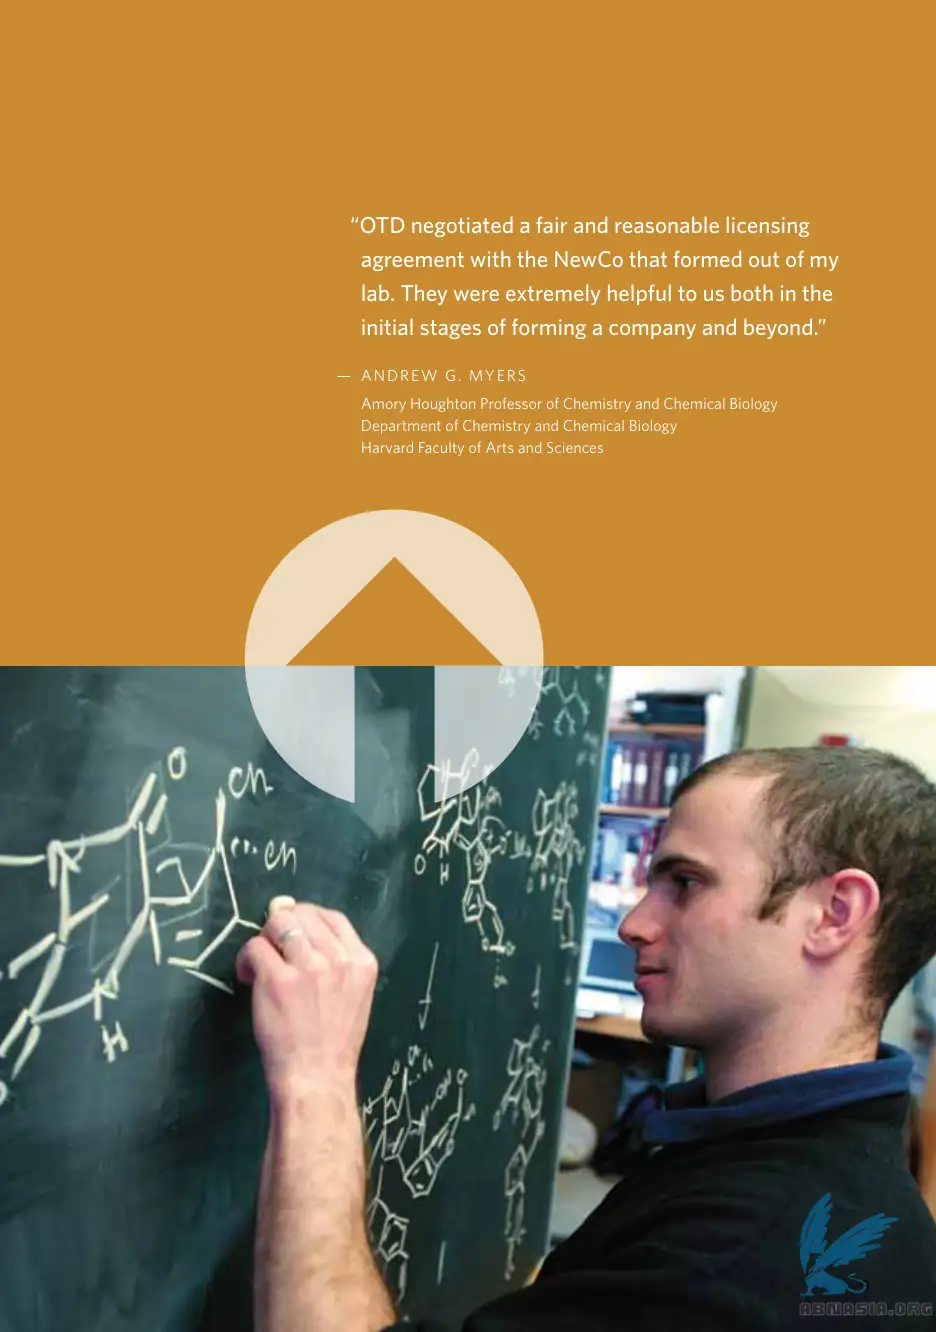 “OTD negotiated a fair and reasonable licensing
agreement with the NewCo that formed out of my
lab. They were extremely helpful to us both in the
initial stages of forming a company and beyond.”
— ANDREW G. MYERS
Amory Houghton Professor of Chemistry and Chemical Biology
Department of Chemistry and Chemical Biology
Harvard Faculty of Arts and Sciences
O
H
O
H
ABNASIA.ORG